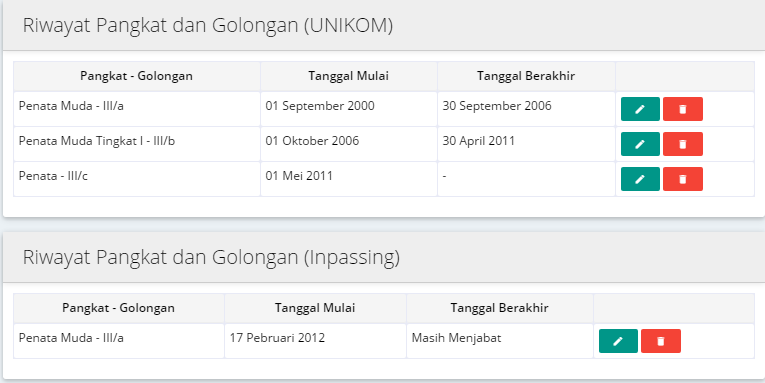 Riwayat Pangkat dan Golongan (UNIKOM)
Pangkat - Golongan Tanggal Mulai Tanggal Berakhir
Penata Muda - III/a 01 September 2000 30 September 2006
Penata Muda Tingkat I - III/b 01 Oktober 2006 30 April 2011
Penata - III/c 01 Mei 2011 -
Riwayat Pangkat dan Golongan (Inpassing)
Pangkat - Golongan Tanggal Mulai Tanggal Berakhir
Penata Muda - III/a 17 Pebruari 2012 Masih Menjabat